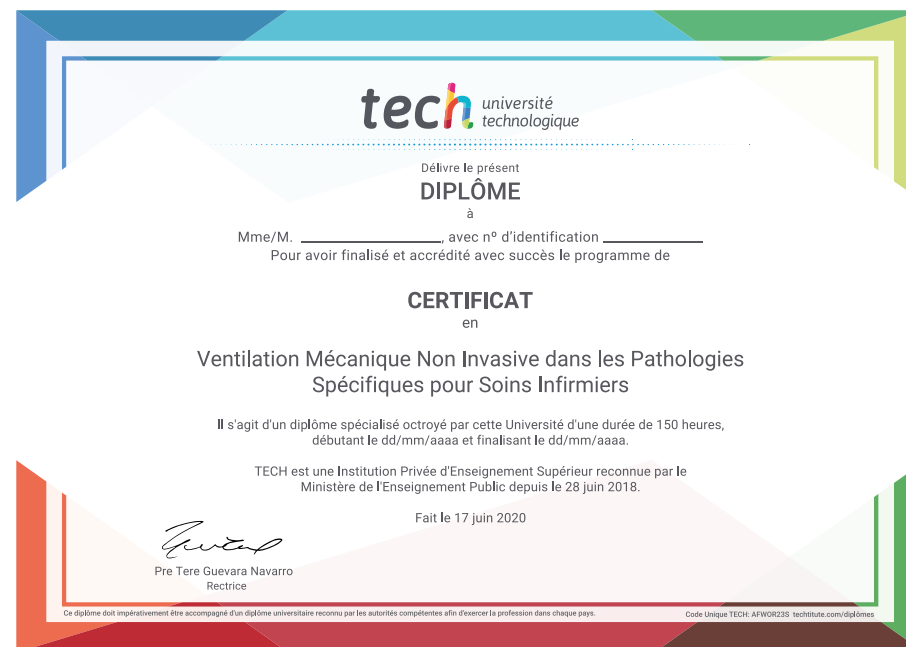 tech université
technologique
Délivre le présent
DIPLÔME
à
Mme/M. ____________________, avec nº d'identification ______________
Pour avoir finalisé et accrédité avec succès le programme de
CERTIFICAT
en
Ventilation Mécanique Non Invasive dans les Pathologies
Spécifiques pour Soins Infirmiers
Il s'agit d'un diplôme spécialisé octroyé par cette Université d'une durée de 150 heures,
débutant le dd/mm/aaaa et finalisant le dd/mm/aaaa.
TECH est une Institution Privée d'Enseignement Supérieur reconnue par le
Ministère de l'Enseignement Public depuis le 28 juin 2018.
Fait le 17 juin 2020
Pre Tere Guevara Navarro
Rectrice
Ce diplôme doit impérativement être accompagné d'un diplôme universitaire reconnu par les autorités compétentes afin d'exercer la profession dans chaque pays.
Code Unique TECH: AFWOR23S techtitute.com/diplômes